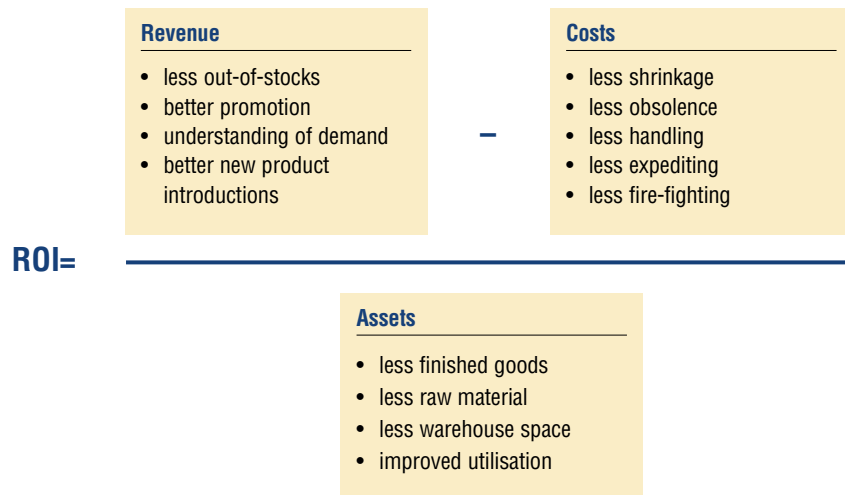 Revenue
• less out-of-stocks
• better promotion
• understanding of demand
• better new product
introductions
–
Costs
• less shrinkage
• less obsolence
• less handling
• less expediting
• less fire-fighting
ROI=
Assets
• less finished goods
• less raw material
• less warehouse space
• improved utilisation